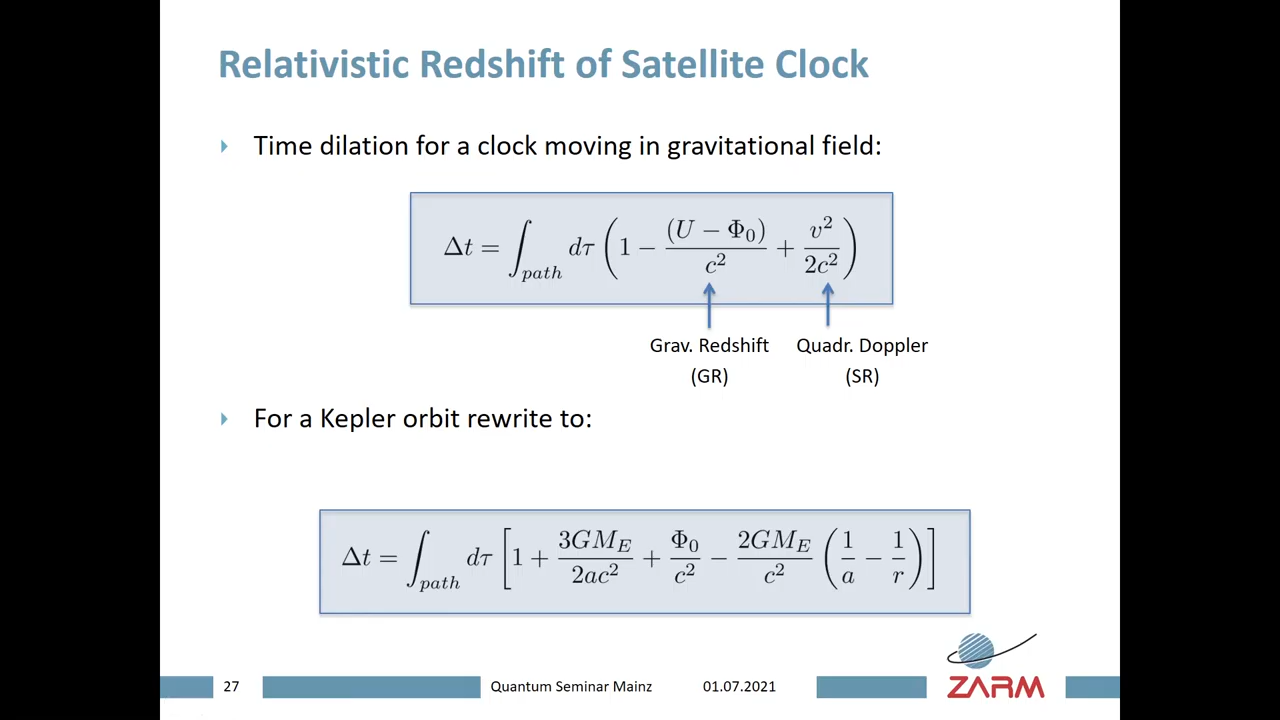 Relativistic Redshift of Satellite Clock
Time dilation for a clock moving in gravitational field:
Δt = ∫_path dτ (1 − (U − Φ₀)/c² + v²/2c²)
Grav. Redshift Quadr. Doppler
(GR) (SR)
For a Kepler orbit rewrite to:
Δt = ∫_path dτ [1 + 3GM_E/2ac² + Φ₀/c² − 2GM_E/c² (1/a − 1/r)]
27 Quantum Seminar Mainz 01.07.2021 ZARM